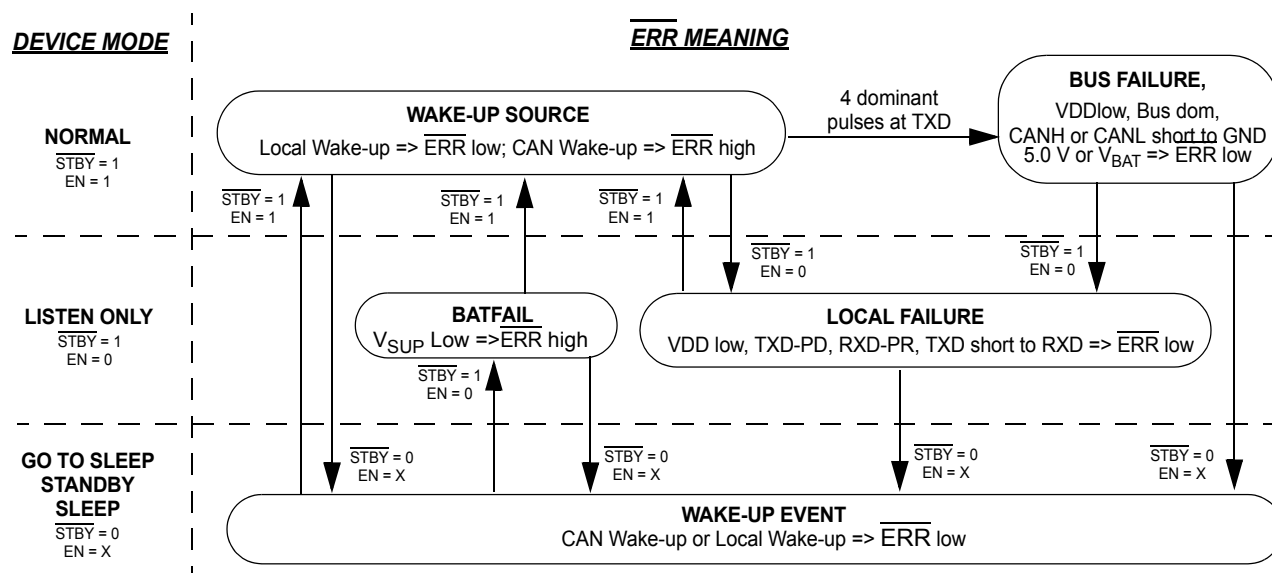 DEVICE MODE
ERR MEANING
NORMAL
STBY = 1
EN = 1
WAKE-UP SOURCE
Local Wake-up => ERR low; CAN Wake-up => ERR high
4 dominant
pulses at TXD
BUS FAILURE,
VDDlow, Bus dom,
CANH or CANL short to GND
5.0 V or VBAT => ERR low
STBY = 1
EN = 1
STBY = 1
EN = 1
STBY = 1
EN = 1
STBY = 1
EN = 0
STBY = 1
EN = 0
LISTEN ONLY
STBY = 1
EN = 0
BATFAIL
VSUP Low =>ERR high
LOCAL FAILURE
VDD low, TXD-PD, RXD-PR, TXD short to RXD => ERR low
STBY = 1
EN = 0
GO TO SLEEP
STANDBY
SLEEP
STBY = 0
EN = X
STBY = 0
EN = X
STBY = 0
EN = X
STBY = 0
EN = X
STBY = 0
EN = X
WAKE-UP EVENT
CAN Wake-up or Local Wake-up => ERR low